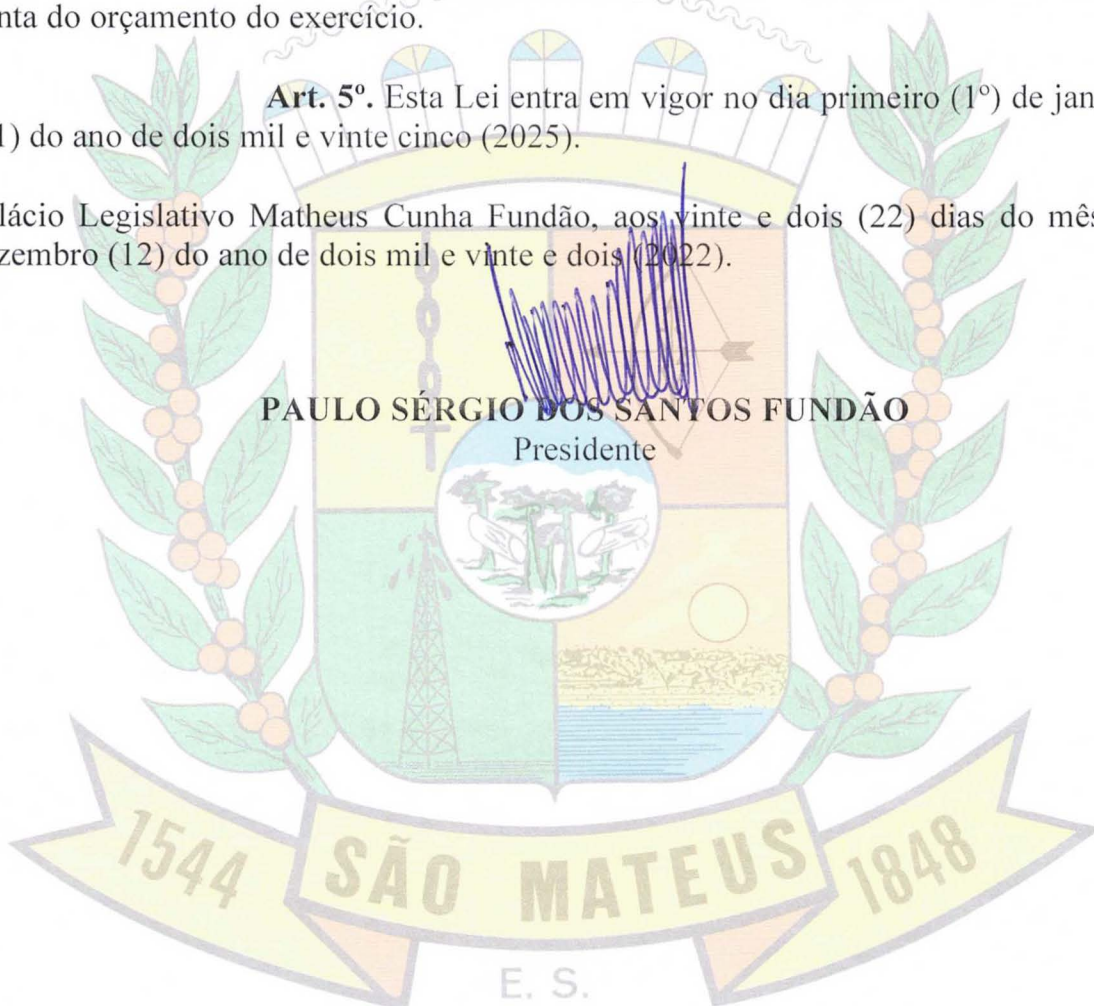 nta do orçamento do exercício.
Art. 5º. Esta Lei entra em vigor no dia primeiro (1º) de jan
1) do ano de dois mil e vinte cinco (2025).
lácio Legislativo Matheus Cunha Fundão, aos vinte e dois (22) dias do mês
zembro (12) do ano de dois mil e vinte e dois (2022).
PAULO SÉRGIO DOS SANTOS FUNDÃO
Presidente
1544 SÃO MATEUS 1848
E. S.